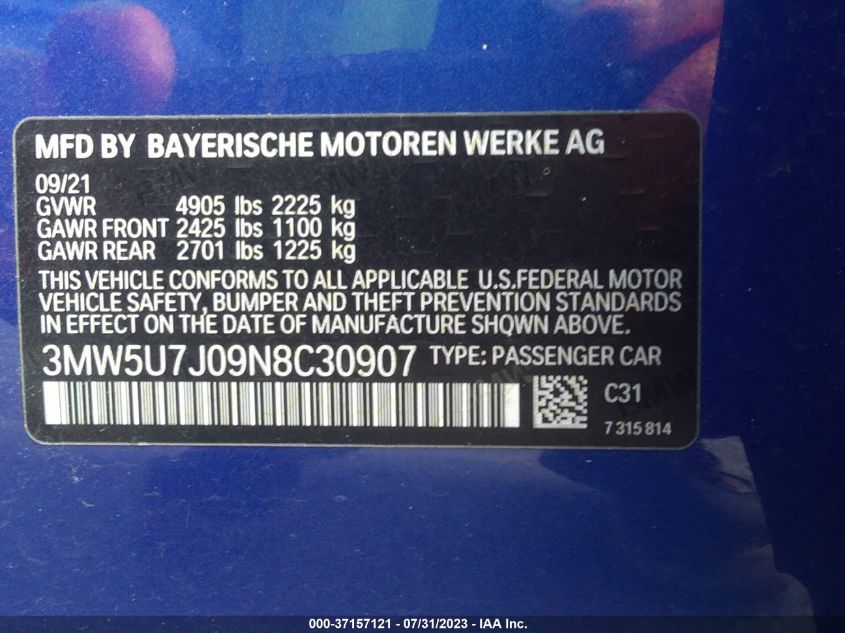 MFD BY BAYERISCHE MOTOREN WERKE AG
09/21
GVWR 4905 lbs 2225 kg
GAWR FRONT 2425 lbs 1100 kg
GAWR REAR 2701 lbs 1225 kg
THIS VEHICLE CONFORMS TO ALL APPLICABLE U.S.FEDERAL MOTOR
VEHICLE SAFETY, BUMPER AND THEFT PREVENTION STANDARDS
IN EFFECT ON THE DATE OF MANUFACTURE SHOWN ABOVE.
3MW5U7J09N8C30907 TYPE: PASSENGER CAR
C31
7 315 814
000-37157121 - 07/31/2023 - IAA Inc.